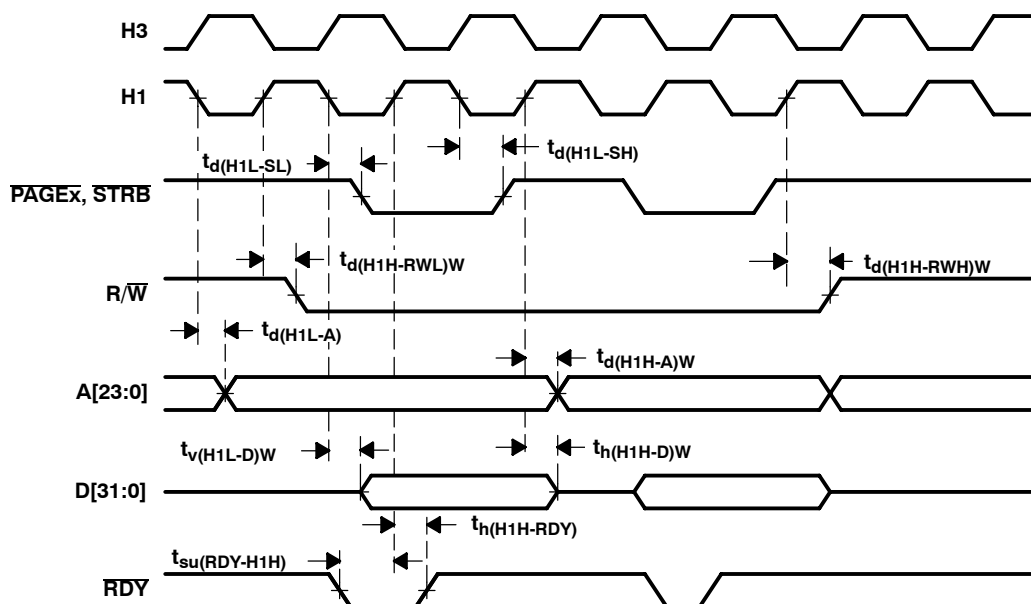 H3
H1
td(H1L-SL)
td(H1L-SH)
PAGEx, STRB
td(H1H-RWL)W
td(H1H-RWH)W
R/W
td(H1L-A)
td(H1H-A)W
A[23:0]
tv(H1L-D)W
th(H1H-D)W
D[31:0]
th(H1H-RDY)
tsu(RDY-H1H)
RDY